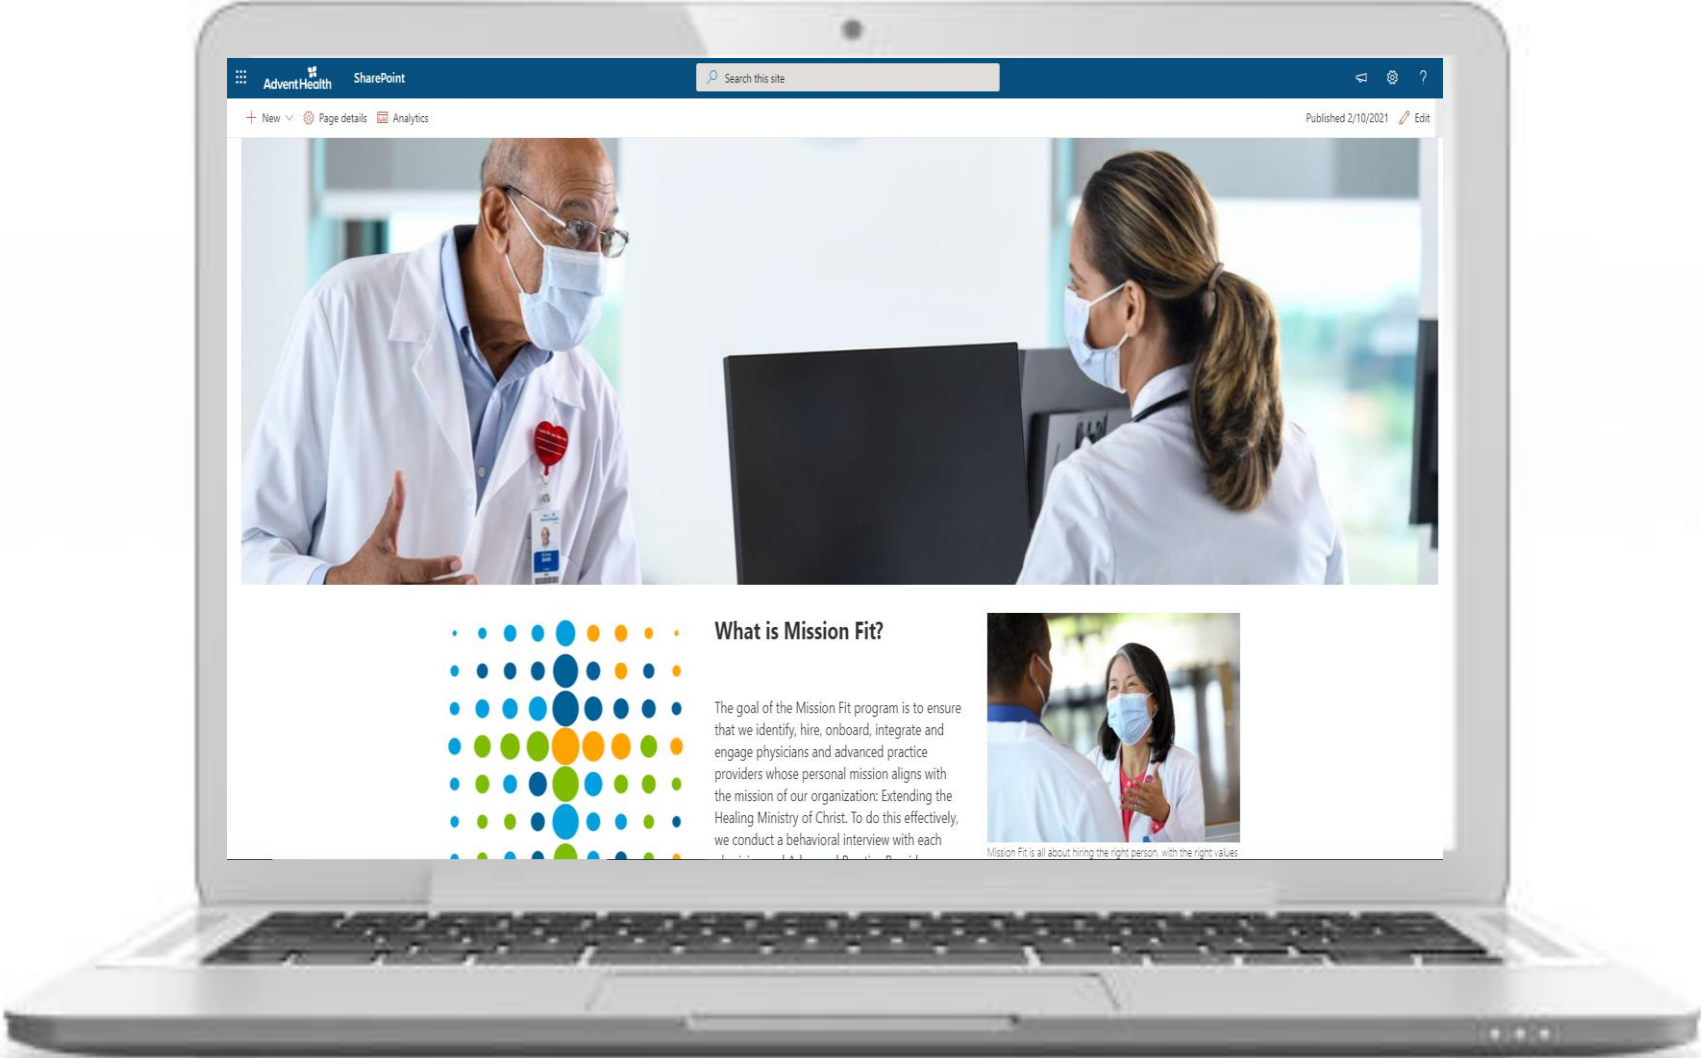 AdventHealth
SharePoint
Search this site
?
New
Page details
Analytics
Published 2/10/2021
Edit
What is Mission Fit?
The goal of the Mission Fit program is to ensure
that we identify, hire, onboard, integrate and
engage physicians and advanced practice
providers whose personal mission aligns with
the mission of our organization: Extending the
Healing Ministry of Christ. To do this effectively,
we conduct a behavioral interview with each
Mission Fit is all about hiring the right person, with the right values